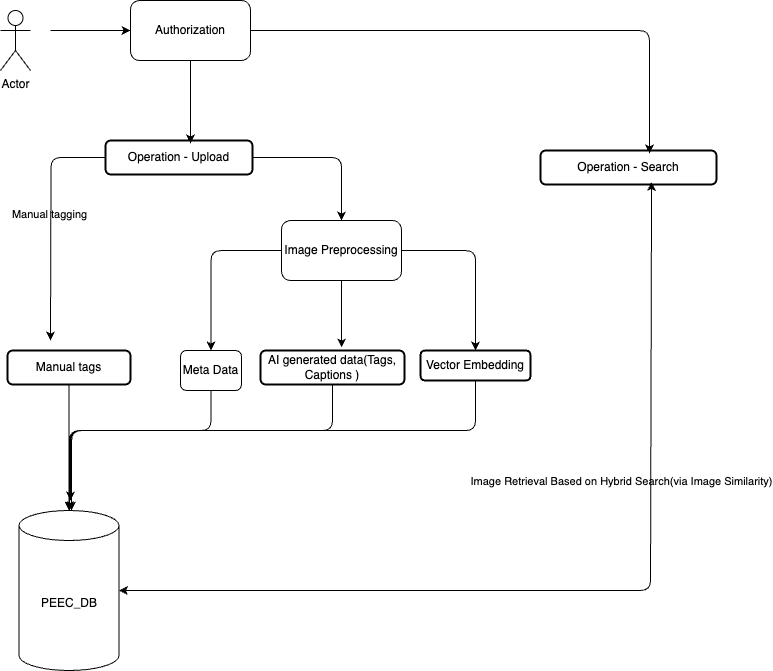 Authorization
Actor
Operation - Upload
Operation - Search
Manual tagging
Image Preprocessing
Manual tags
Meta Data
AI generated data(Tags,
Captions )
Vector Embedding
Image Retrieval Based on Hybrid Search(via Image Similarity)
PEEC_DB